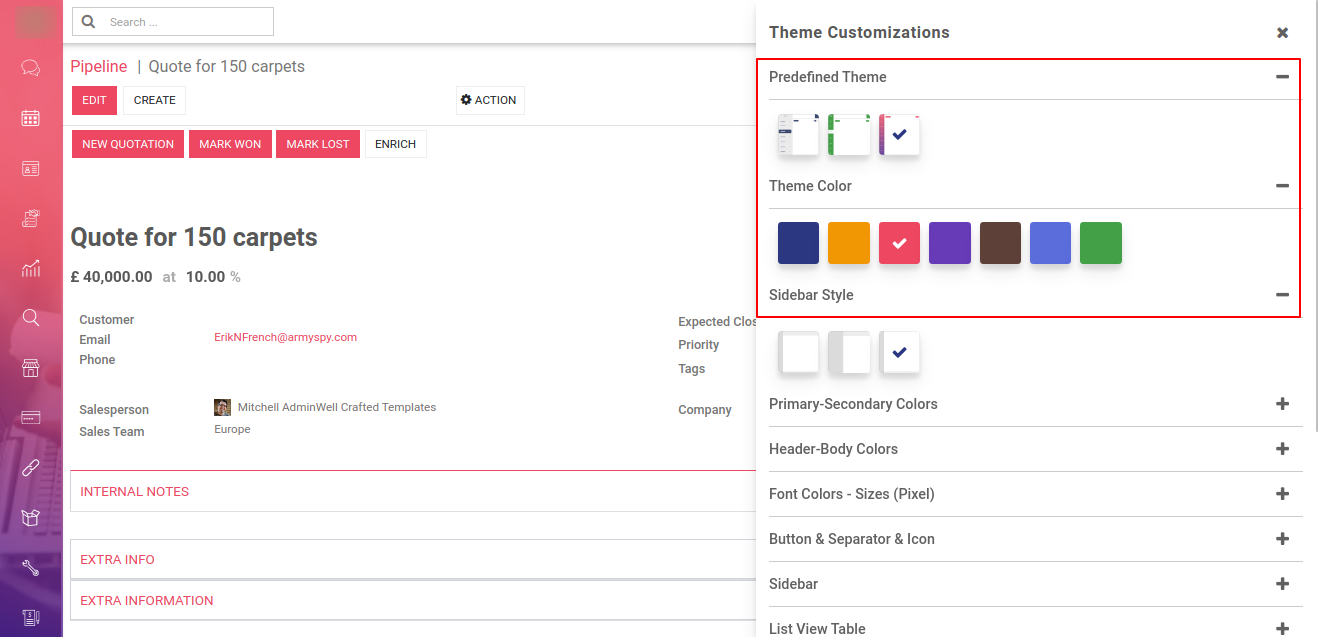 Search ...
Pipeline | Quote for 150 carpets
EDIT CREATE ACTION
NEW QUOTATION MARK WON MARK LOST ENRICH
Quote for 150 carpets
£ 40,000.00 at 10.00 %
Customer
Email ErikNFrench@armyspy.com
Phone
Expected Clos
Priority
Tags
Salesperson Mitchell AdminWell Crafted Templates
Sales Team Europe
Company
INTERNAL NOTES
EXTRA INFO
EXTRA INFORMATION
Theme Customizations
Predefined Theme
Theme Color
Sidebar Style
Primary-Secondary Colors
Header-Body Colors
Font Colors - Sizes (Pixel)
Button & Separator & Icon
Sidebar
List View Table